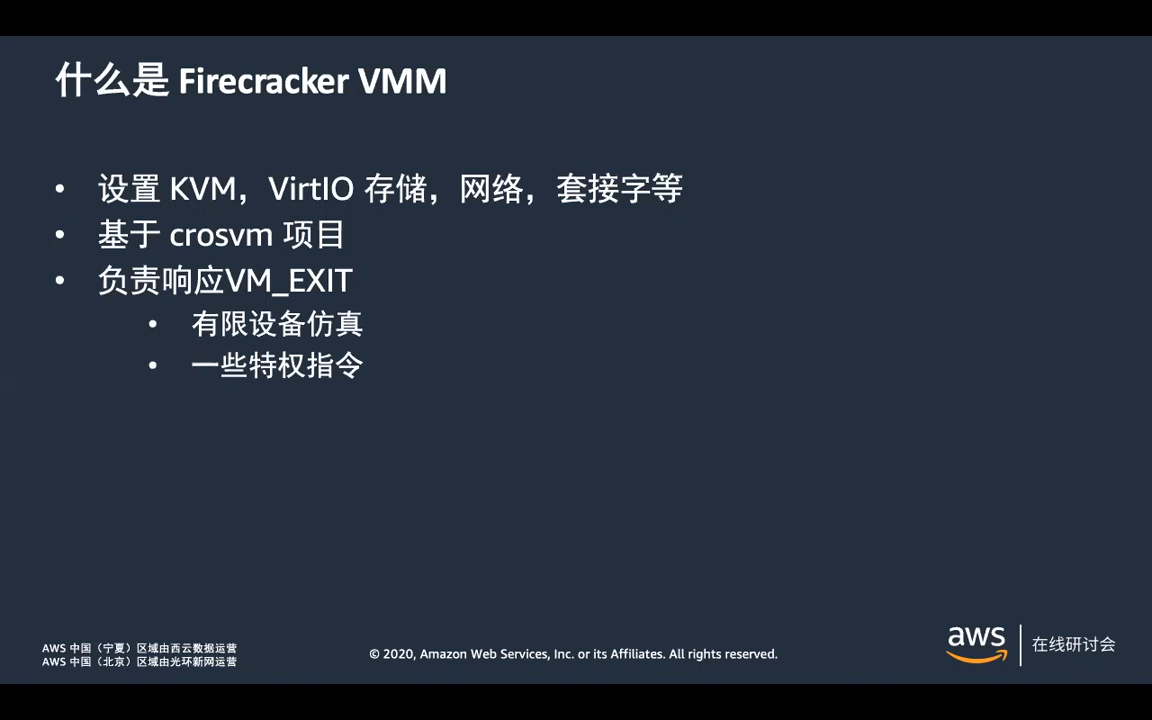 什么是 Firecracker VMM
• 设置 KVM，VirtIO 存储，网络，套接字等
• 基于 crosvm 项目
• 负责响应VM_EXIT
• 有限设备仿真
• 一些特权指令
AWS 中国（宁夏）区域由西云数据运营
AWS 中国（北京）区域由光环新网运营
© 2020, Amazon Web Services, Inc. or its Affiliates. All rights reserved.
aws 在线研讨会